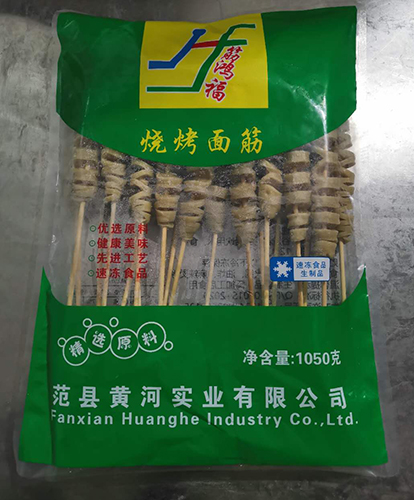 筋鸿福
烧烤面筋
优选原料
健康美味
先进工艺
速冻食品
速冻食品
生制品
精选原料
净含量:1050克
范县黄河实业有限公司
Fanxian Huanghe Industry Co.,Ltd.